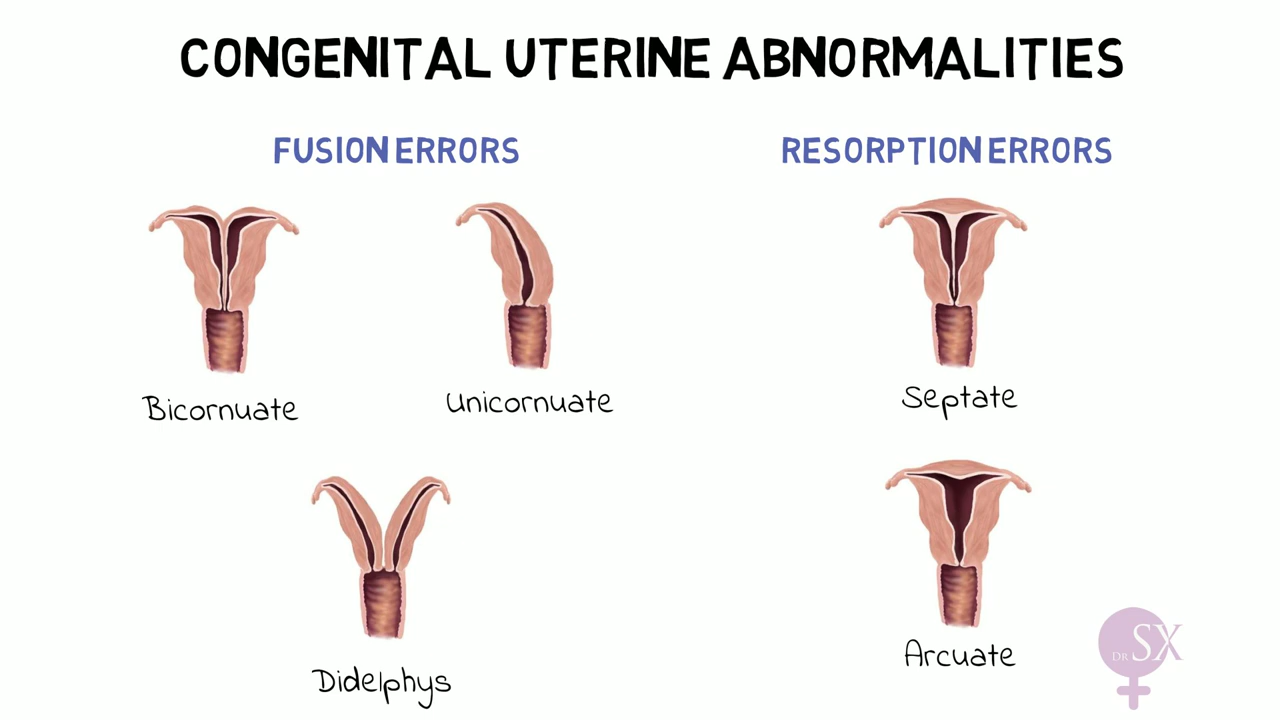 CONGENITAL UTERINE ABNORMALITIES
FUSION ERRORS
RESORPTION ERRORS
Bicornuate
Unicornuate
Septate
Didelphys
Arcuate
DR SX